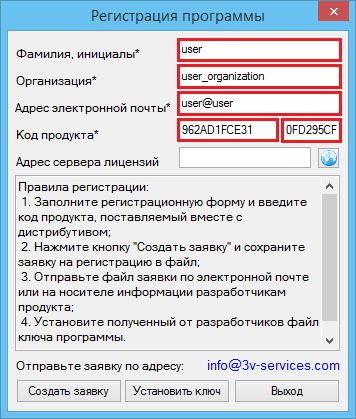 Регистрация программы
Фамилия, инициалы* user
Организация* user_organization
Адрес электронной почты* user@user
Код продукта* 962AD1FCE31 0FD295CF
Адрес сервера лицензий
Правила регистрации:
1. Заполните регистрационную форму и введите
код продукта, поставляемый вместе с
дистрибутивом;
2. Нажмите кнопку "Создать заявку" и сохраните
заявку на регистрацию в файл;
3. Отправьте файл заявки по электронной почте
или на носителе информации разработчикам
продукта;
4. Установите полученный от разработчиков файл
ключа программы.
Отправьте заявку по адресу: info@3v-services.com
Создать заявку Установить ключ Выход